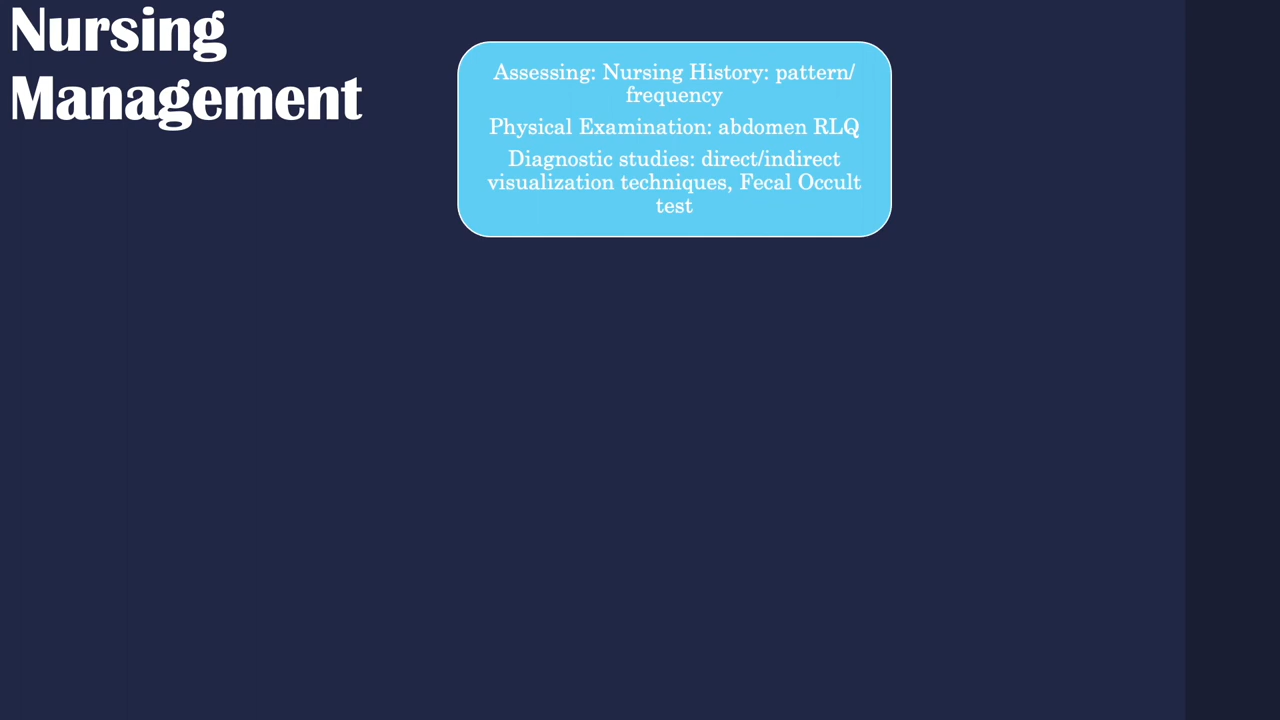 Nursing
Management
Assessing: Nursing History: pattern/
frequency
Physical Examination: abdomen RLQ
Diagnostic studies: direct/indirect
visualization techniques, Fecal Occult
test